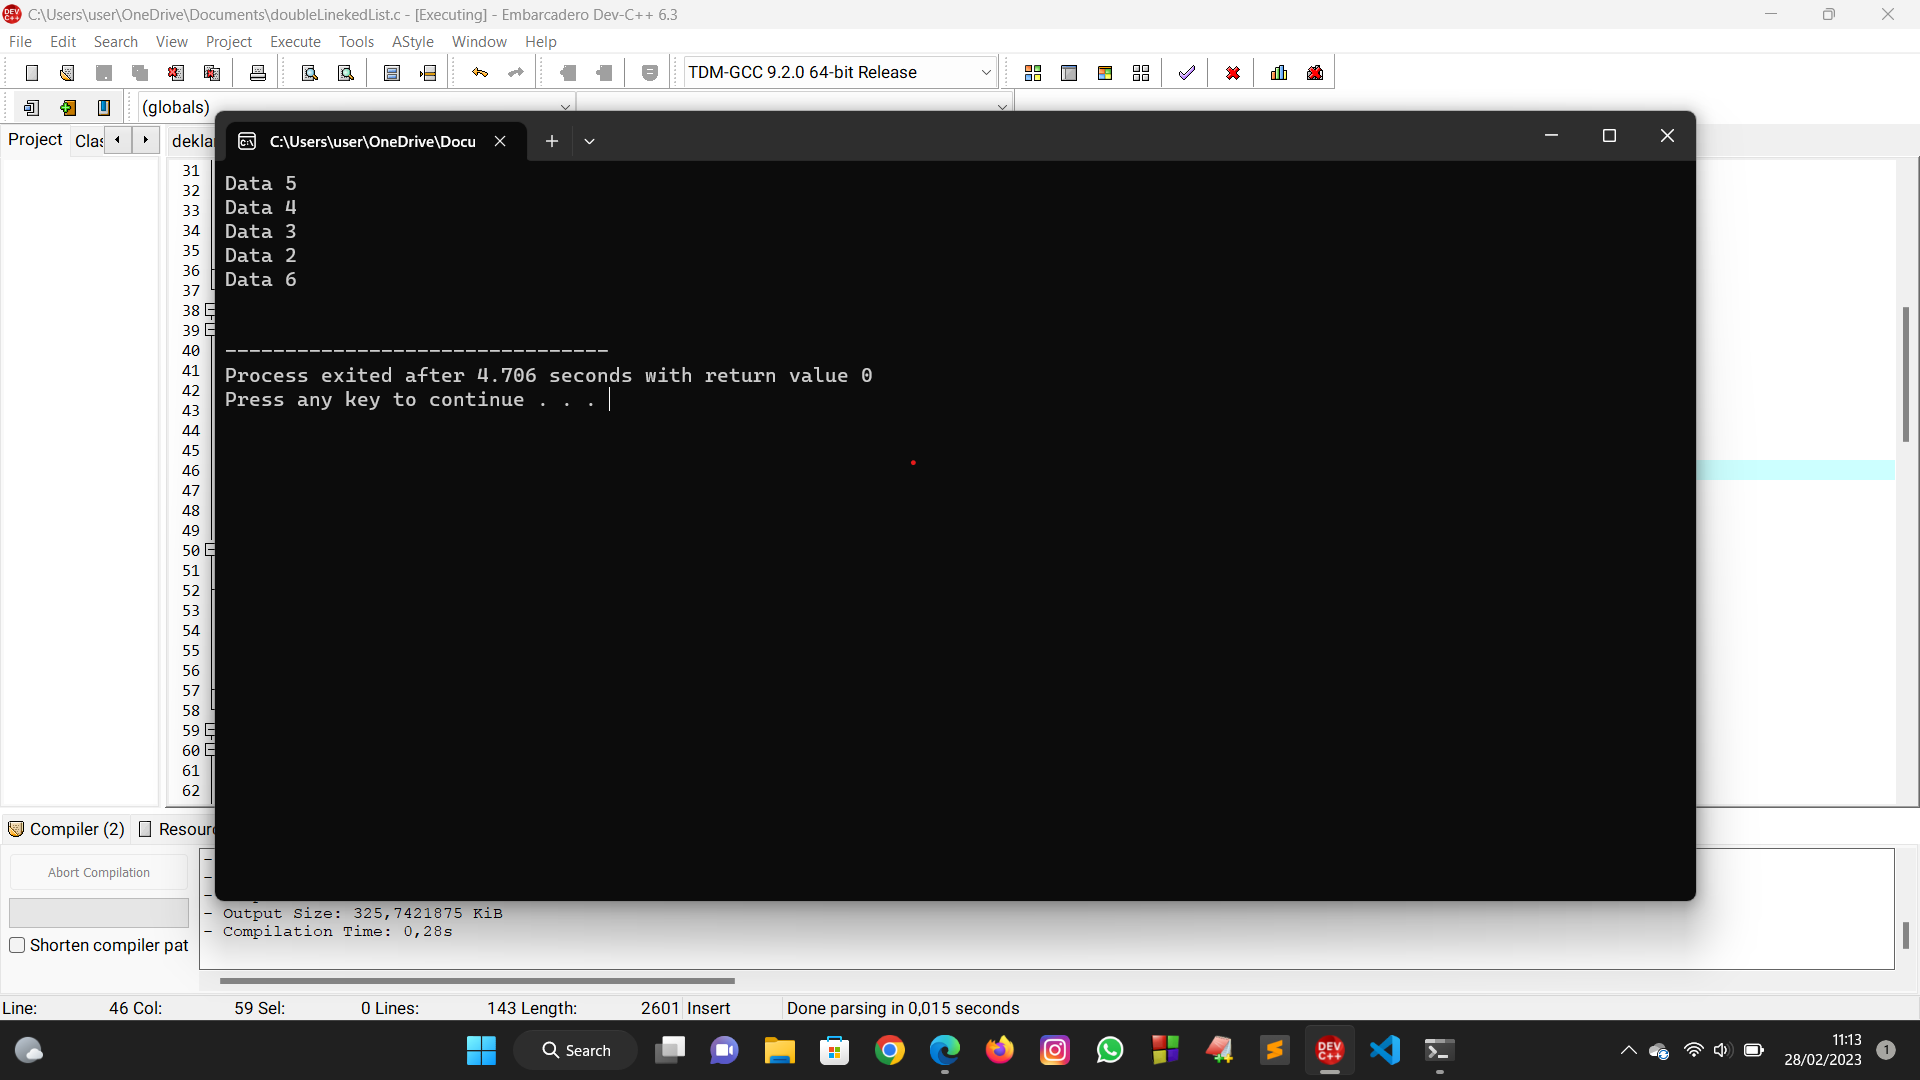 C:\Users\user\OneDrive\Documents\doubleLinekedList.c - [Executing] - Embarcadero Dev-C++ 6.3
File Edit Search View Project Execute Tools AStyle Window Help
TDM-GCC 9.2.0 64-bit Release
(globals)
Project Clas dekla
C:\Users\user\OneDrive\Docu
Data 5
Data 4
Data 3
Data 2
Data 6
--------------------------------
Process exited after 4.706 seconds with return value 0
Press any key to continue . . .
31
32
33
34
35
36
37
38
39
40
41
42
43
44
45
46
47
48
49
50
51
52
53
54
55
56
57
58
59
60
61
62
Compiler (2) Resour
Abort Compilation
Shorten compiler pat
- Output Size: 325,7421875 KiB
- Compilation Time: 0,28s
Line: 46 Col: 59 Sel: 0 Lines: 143 Length: 2601 Insert Done parsing in 0,015 seconds
Search
DEV C++
11:13
28/02/2023
1